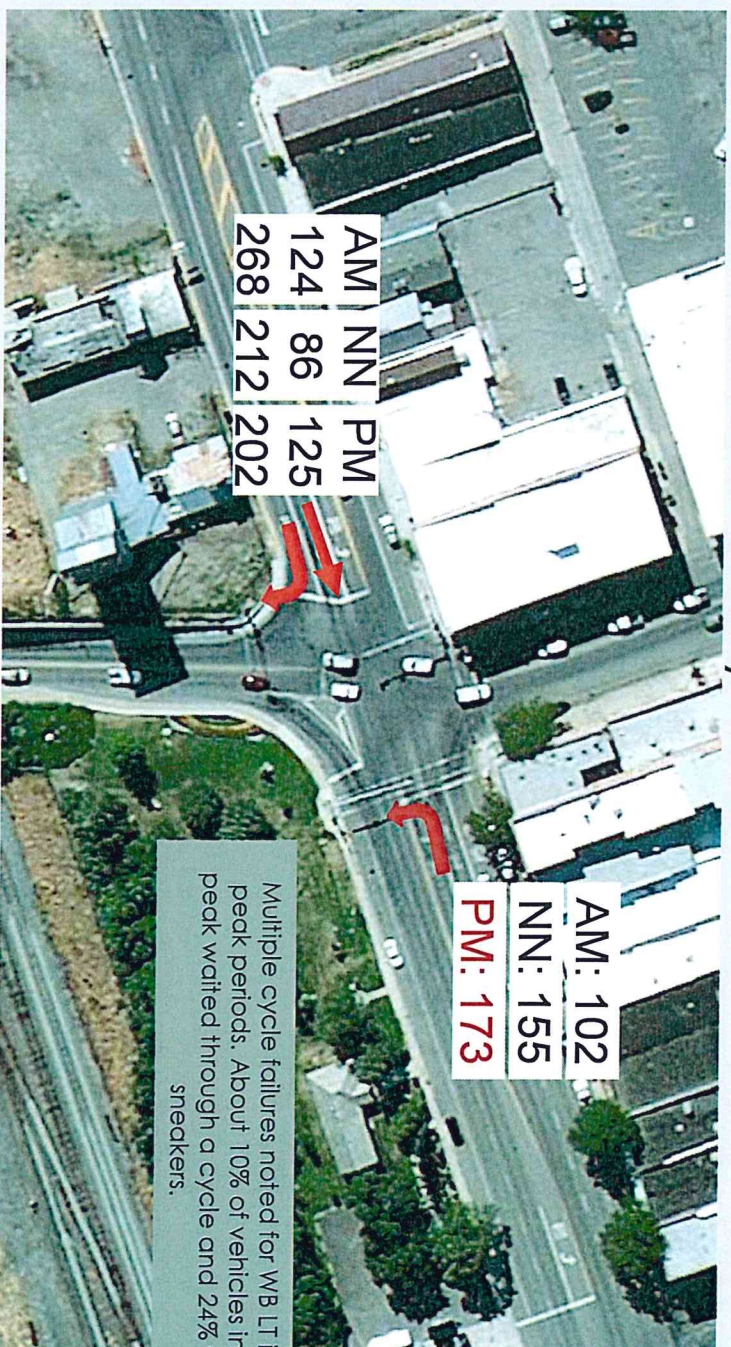 AM NN PM
124 86 125
268 212 202
AM: 102
NN: 155
PM: 173
Multiple cycle failures noted for WB LT
peak periods. About 10% of vehicles in
peak waited through a cycle and 24%
sneakers.